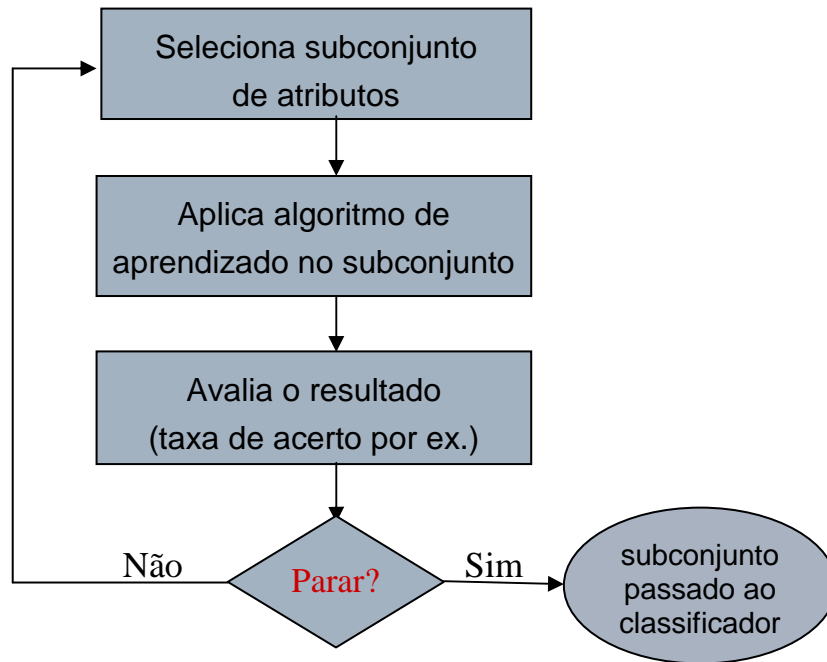 Seleciona subconjunto
de atributos
Aplica algoritmo de
aprendizado no subconjunto
Avalia o resultado
(taxa de acerto por ex.)
Não
Parar?
Sim
subconjunto
passado ao
classificador